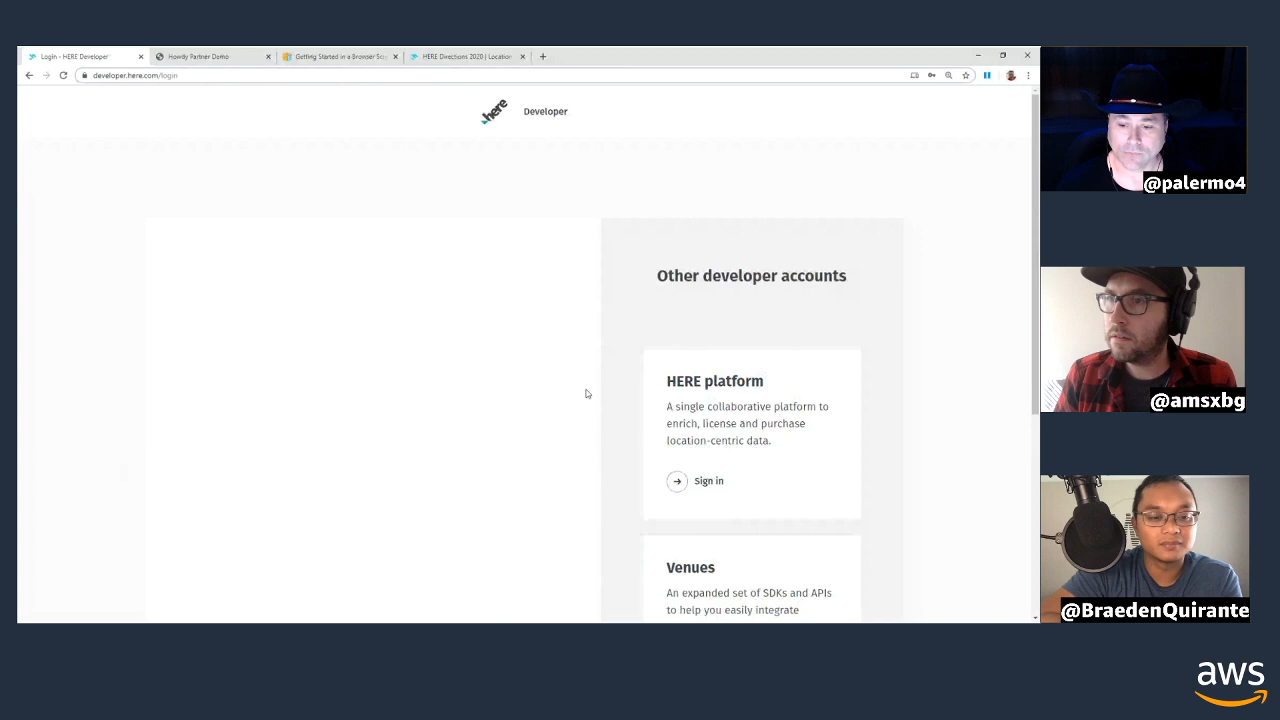 Login - HERE Developer
Howdy Partner Demo
Getting Started in a Browser Sc
HERE Directions 2020 | Location
developer.here.com/login
here
Developer
Other developer accounts
HERE platform
A single collaborative platform to
enrich, license and purchase
location-centric data.
Sign in
Venues
An expanded set of SDKs and APIs
to help you easily integrate
@palermo4
@amsxbg
@BraedenQuirante
aws